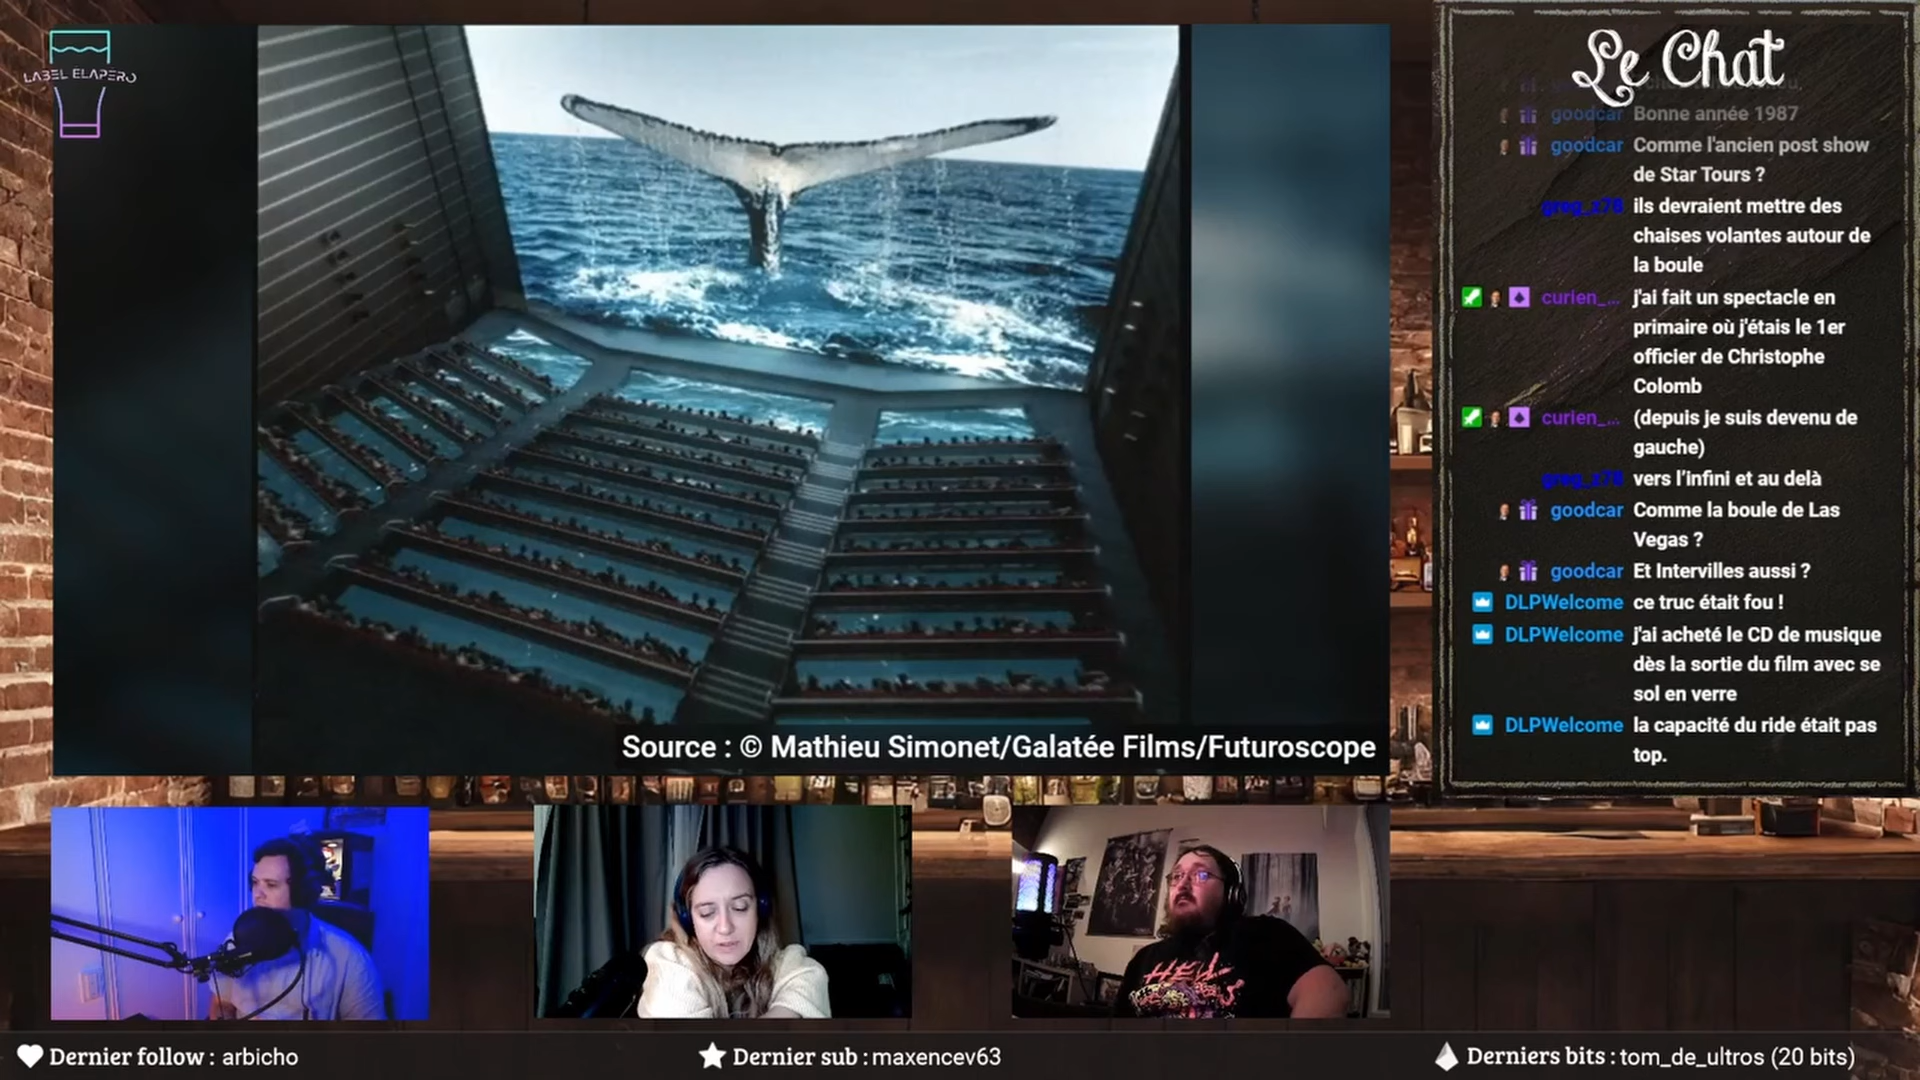 LABEL ELAPERO
Source : © Mathieu Simonet/Galatée Films/Futuroscope
Le Chat
goodcar Bonne année 1987
goodcar Comme l'ancien post show
de Star Tours ?
greg_x78 ils devraient mettre des
chaises volantes autour de
la boule
curien_... j'ai fait un spectacle en
primaire où j'étais le 1er
officier de Christophe
Colomb
curien_... (depuis je suis devenu de
gauche)
greg_x78 vers l'infini et au delà
goodcar Comme la boule de Las
Vegas ?
goodcar Et Intervilles aussi ?
DLPWelcome ce truc était fou !
DLPWelcome j'ai acheté le CD de musique
dès la sortie du film avec se
sol en verre
DLPWelcome la capacité du ride était pas
top.
Dernier follow : arbicho
Dernier sub : maxencev63
Derniers bits : tom_de_ultros (20 bits)